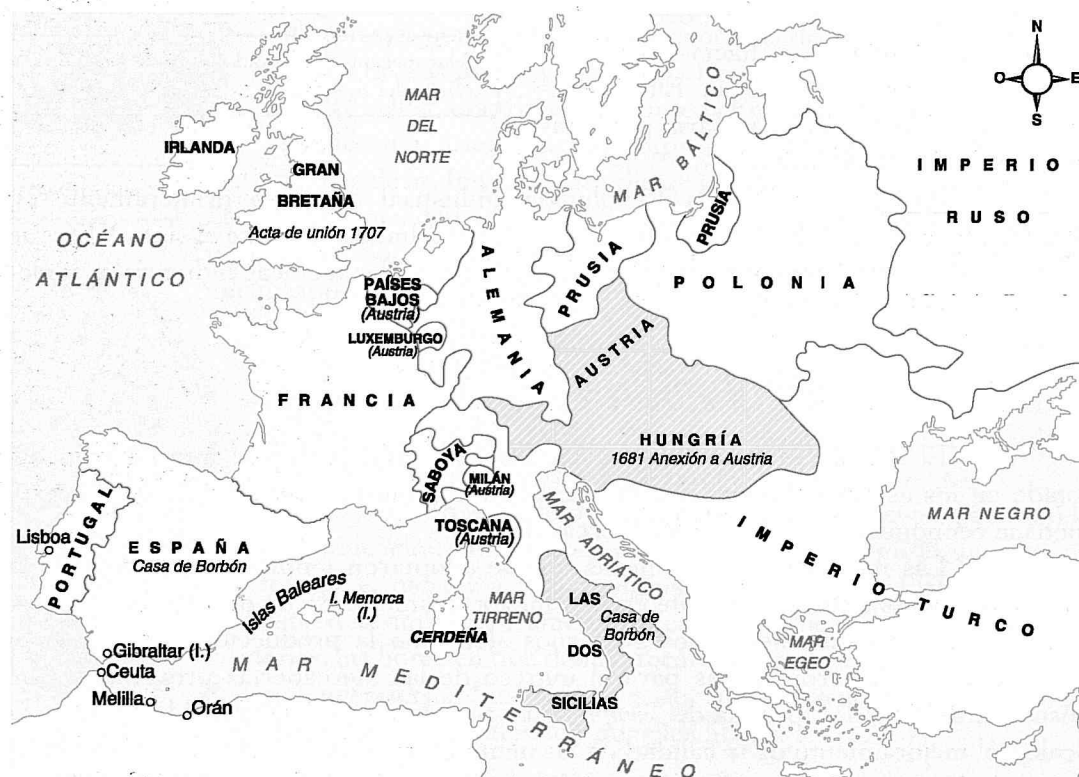 N
O
E
S
MAR
DEL
NORTE
MAR BÁLTICO
IMPERIO
RUSO
IRLANDA
GRAN
BRETAÑA
Acta de unión 1707
OCÉANO
ATLÁNTICO
PRUSIA
PRUSIA
POLONIA
ALEMANIA
PAÍSES
BAJOS
(Austria)
LUXEMBURGO
(Austria)
AUSTRIA
FRANCIA
HUNGRÍA
1681 Anexión a Austria
SABOYA
MILÁN
(Austria)
MAR NEGRO
TOSCANA
(Austria)
MAR ADRIÁTICO
IMPERIO TURCO
PORTUGAL
Lisboa
ESPAÑA
Casa de Borbón
Islas Baleares
I. Menorca
(I.)
CERDEÑA
MAR
TIRRENO
LAS
DOS
SICILIAS
Casa de
Borbón
MAR
EGEO
Gibraltar (I.)
Ceuta
Melilla
Orán
MAR MEDITERRÁNEO